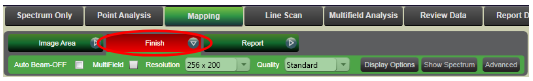 Spectrum Only Point Analysis Mapping Line Scan Multifield Analysis Review Data Report D
Image Area Finish Report
Auto Beam-OFF MultiField Resolution 256 x 200 Quality Standard Display Options Show Spectrum Advanced